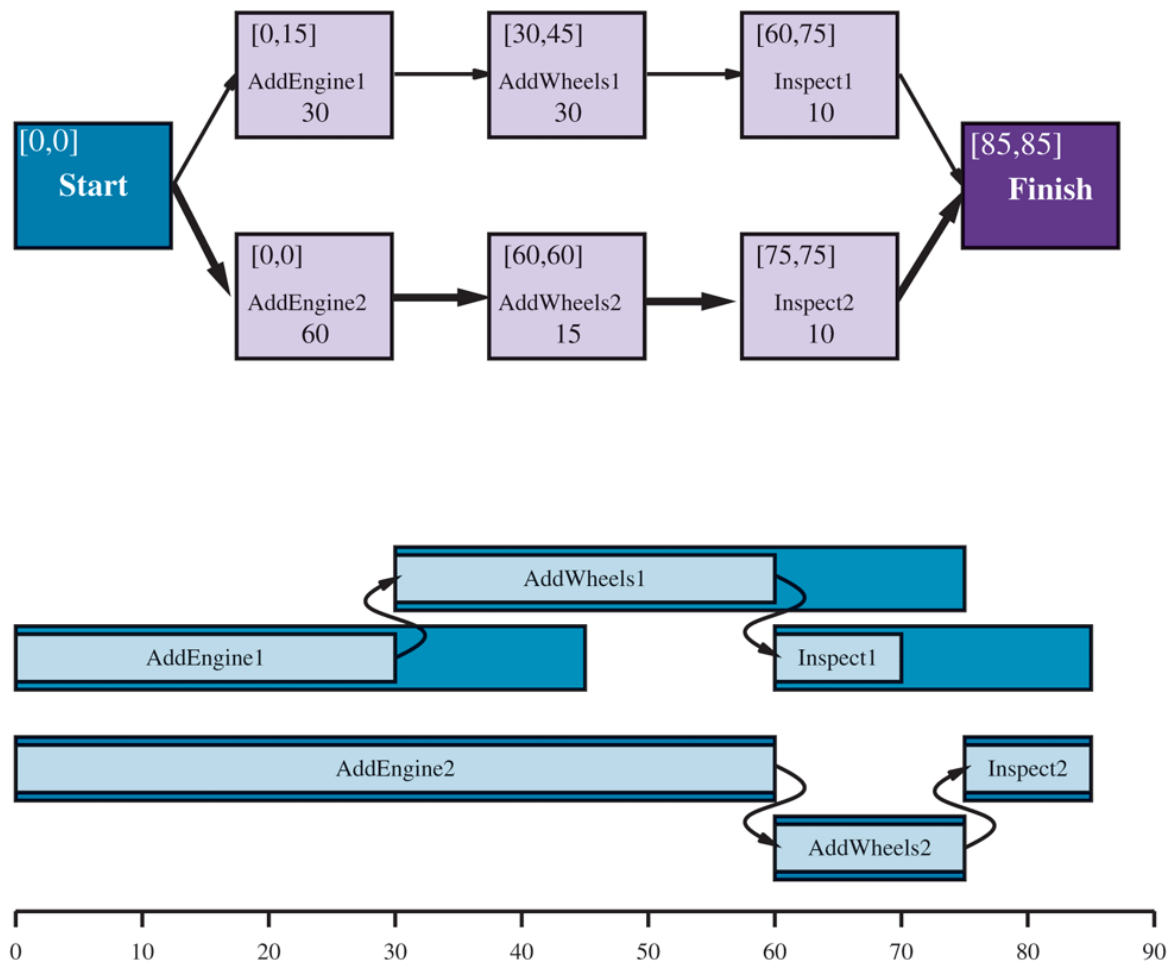 [0,15]
AddEngine1
30
[30,45]
AddWheels1
30
[60,75]
Inspect1
10
[0,0]
Start
[85,85]
Finish
[0,0]
AddEngine2
60
[60,60]
AddWheels2
15
[75,75]
Inspect2
10
AddWheels1
AddEngine1
Inspect1
AddEngine2
Inspect2
AddWheels2
0 10 20 30 40 50 60 70 80 90